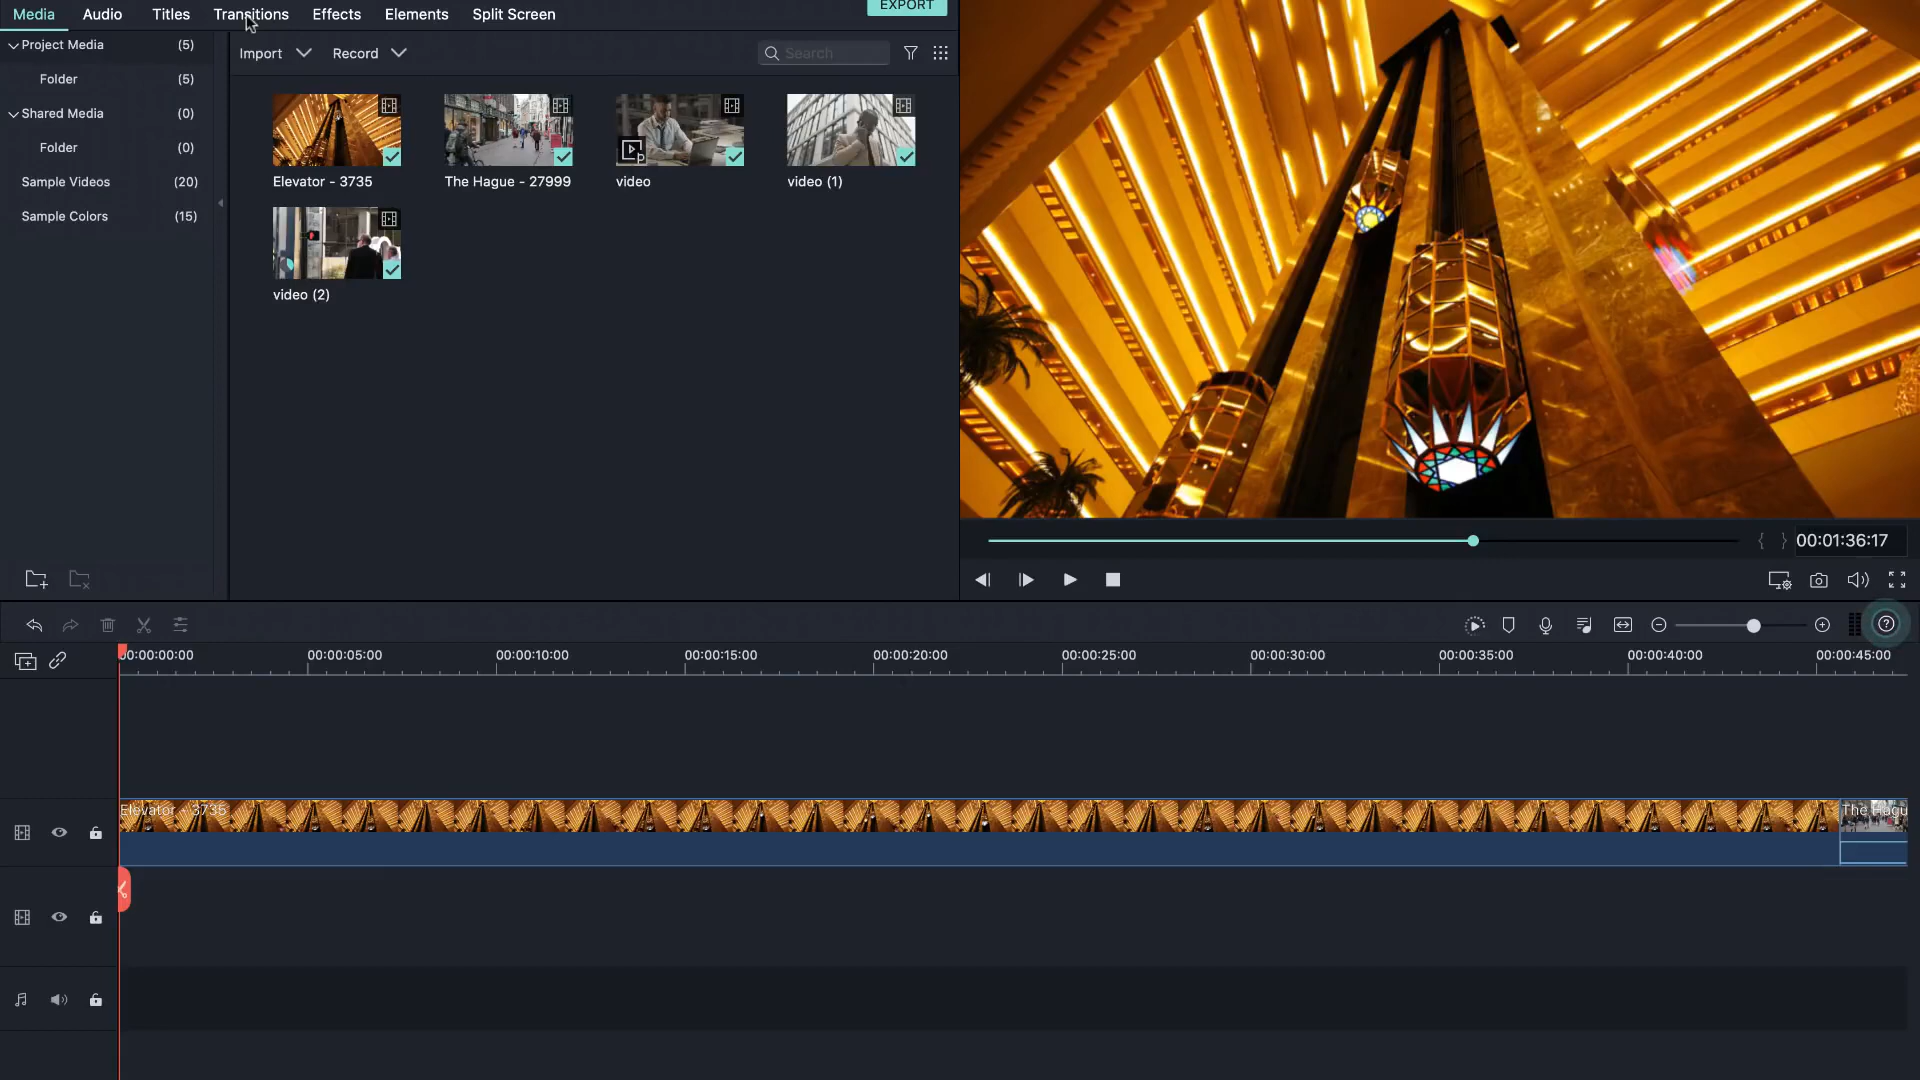 Media Audio Titles Transitions Effects Elements Split Screen EXPORT
Project Media (5)
Folder (5)
Shared Media (0)
Folder (0)
Sample Videos (20)
Sample Colors (15)
Import Record Search
Elevator - 3735 The Hague - 27999 video video (1)
video (2)
00:01:36:17
00:00:00:00 00:00:05:00 00:00:10:00 00:00:15:00 00:00:20:00 00:00:25:00 00:00:30:00 00:00:35:00 00:00:40:00 00:00:45:00
Elevator - 3735 The Hagu